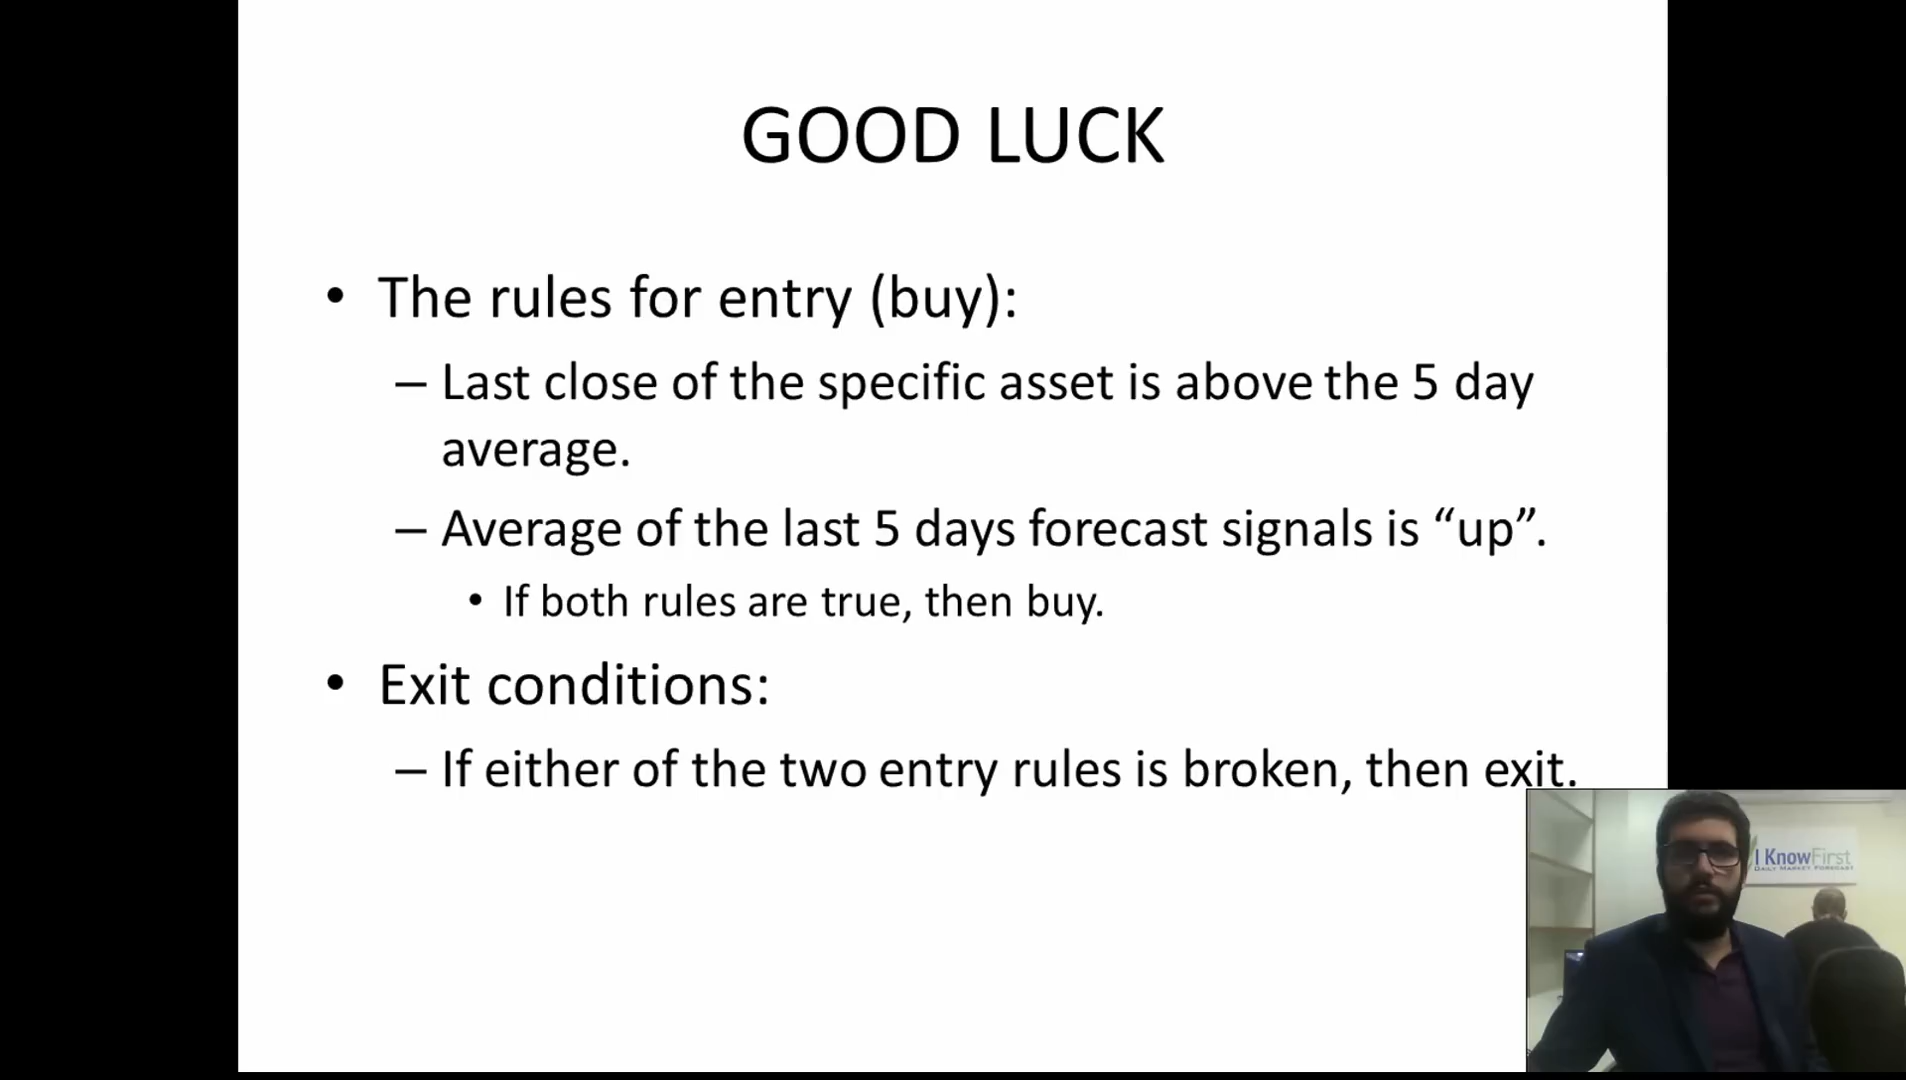 GOOD LUCK
• The rules for entry (buy):
– Last close of the specific asset is above the 5 day
average.
– Average of the last 5 days forecast signals is “up”.
• If both rules are true, then buy.
• Exit conditions:
– If either of the two entry rules is broken, then exit.
I KnowFirst
DAILY MARKET FORECAST